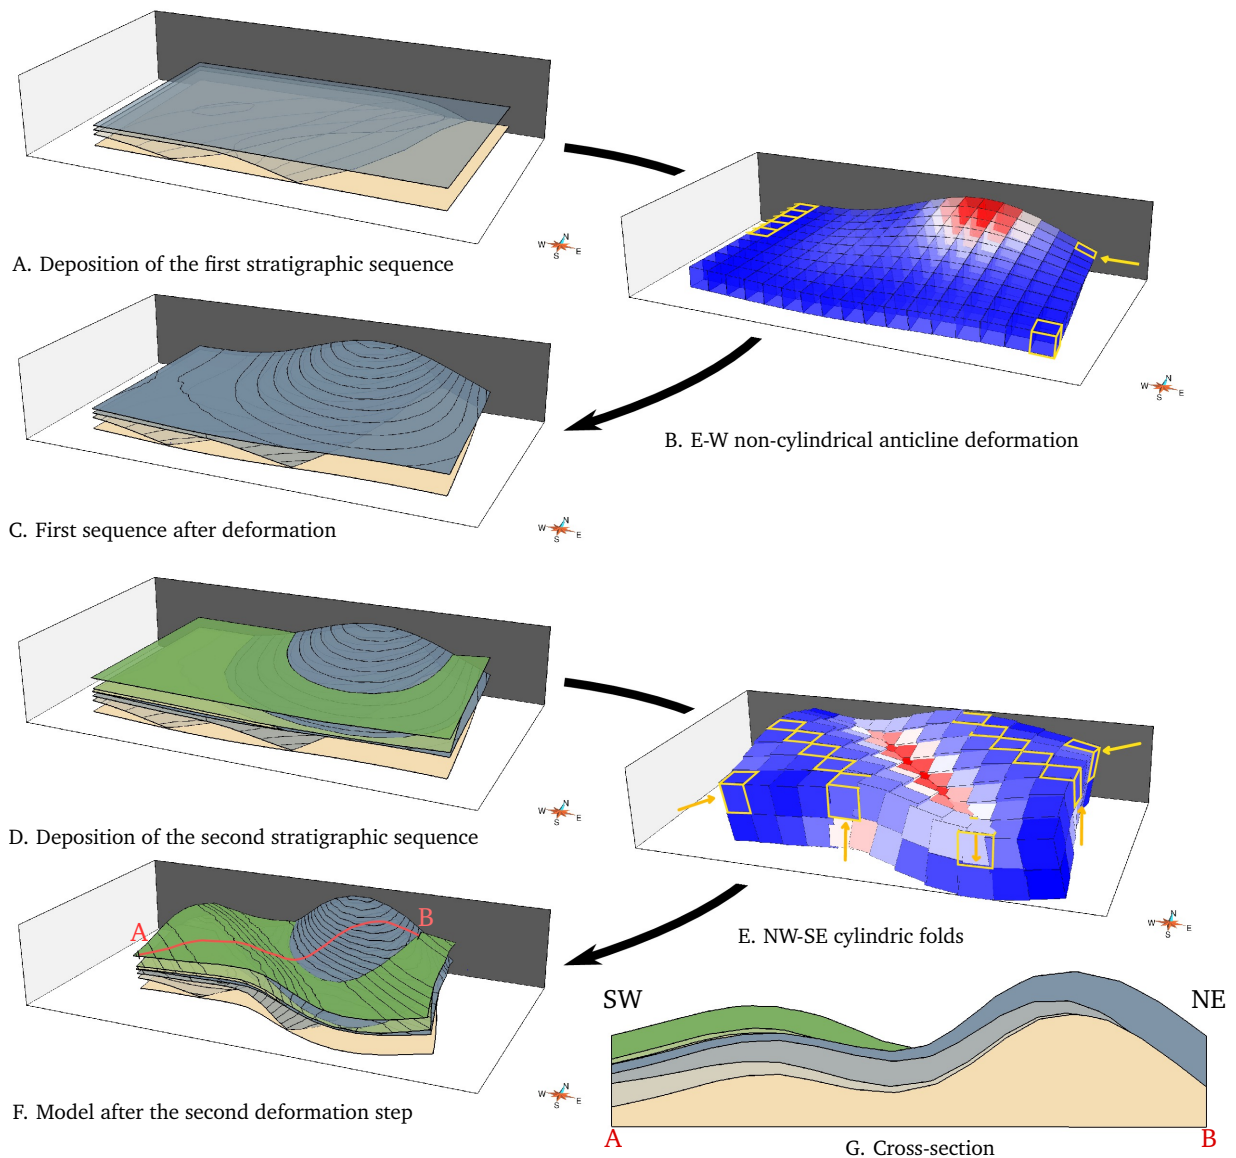 N
W E
S
A. Deposition of the first stratigraphic sequence
N
W E
S
B. E-W non-cylindrical anticline deformation
N
W E
S
C. First sequence after deformation
N
W E
S
D. Deposition of the second stratigraphic sequence
N
W E
S
E. NW-SE cylindric folds
A
B
N
W E
S
F. Model after the second deformation step
SW
NE
A
B
G. Cross-section